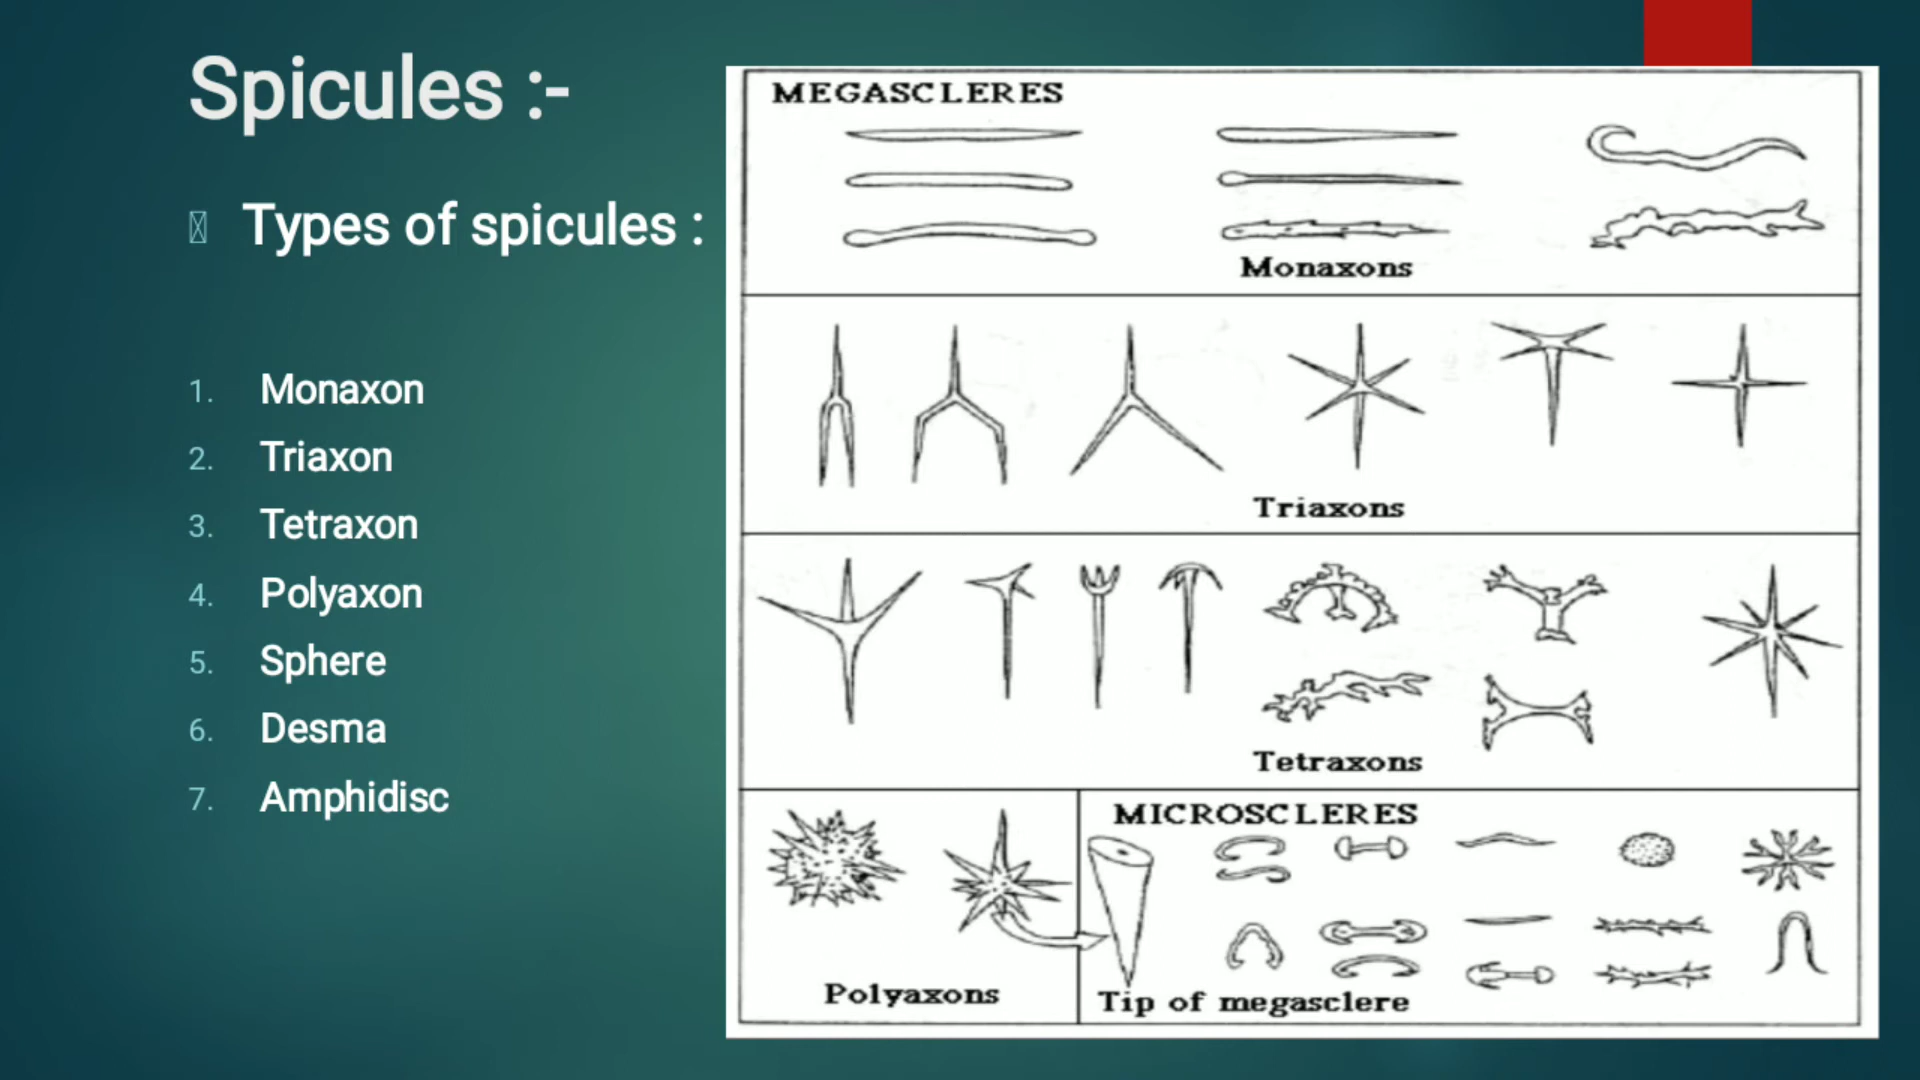 Spicules :-
Types of spicules :
1. Monaxon
2. Triaxon
3. Tetraxon
4. Polyaxon
5. Sphere
6. Desma
7. Amphidisc
MEGASCLERES
Monaxons
Triaxons
Tetraxons
Polyaxons
MICROSCLERES
Tip of megasclere